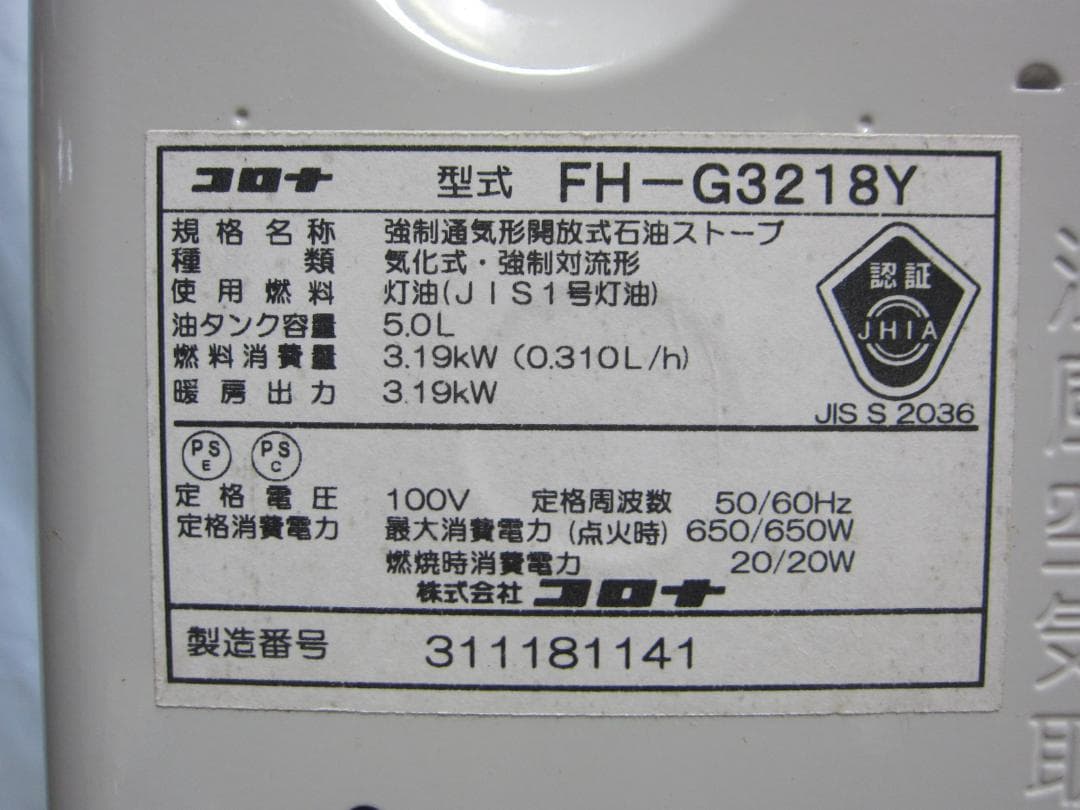 コロナ 型式 FH-G3218Y
規格名称 強制通気形開放式石油ストーブ
種類 気化式・強制対流形
使用燃料 灯油(JIS1号灯油)
油タンク容量 5.0L
燃料消費量 3.19kW (0.310L/h)
暖房出力 3.19kW
認証
JHIA
JIS S 2036
PS E PS C
定格電圧 100V 定格周波数 50/60Hz
定格消費電力 最大消費電力 (点火時) 650/650W
燃焼時消費電力 20/20W
株式会社 コロナ
製造番号 311181141